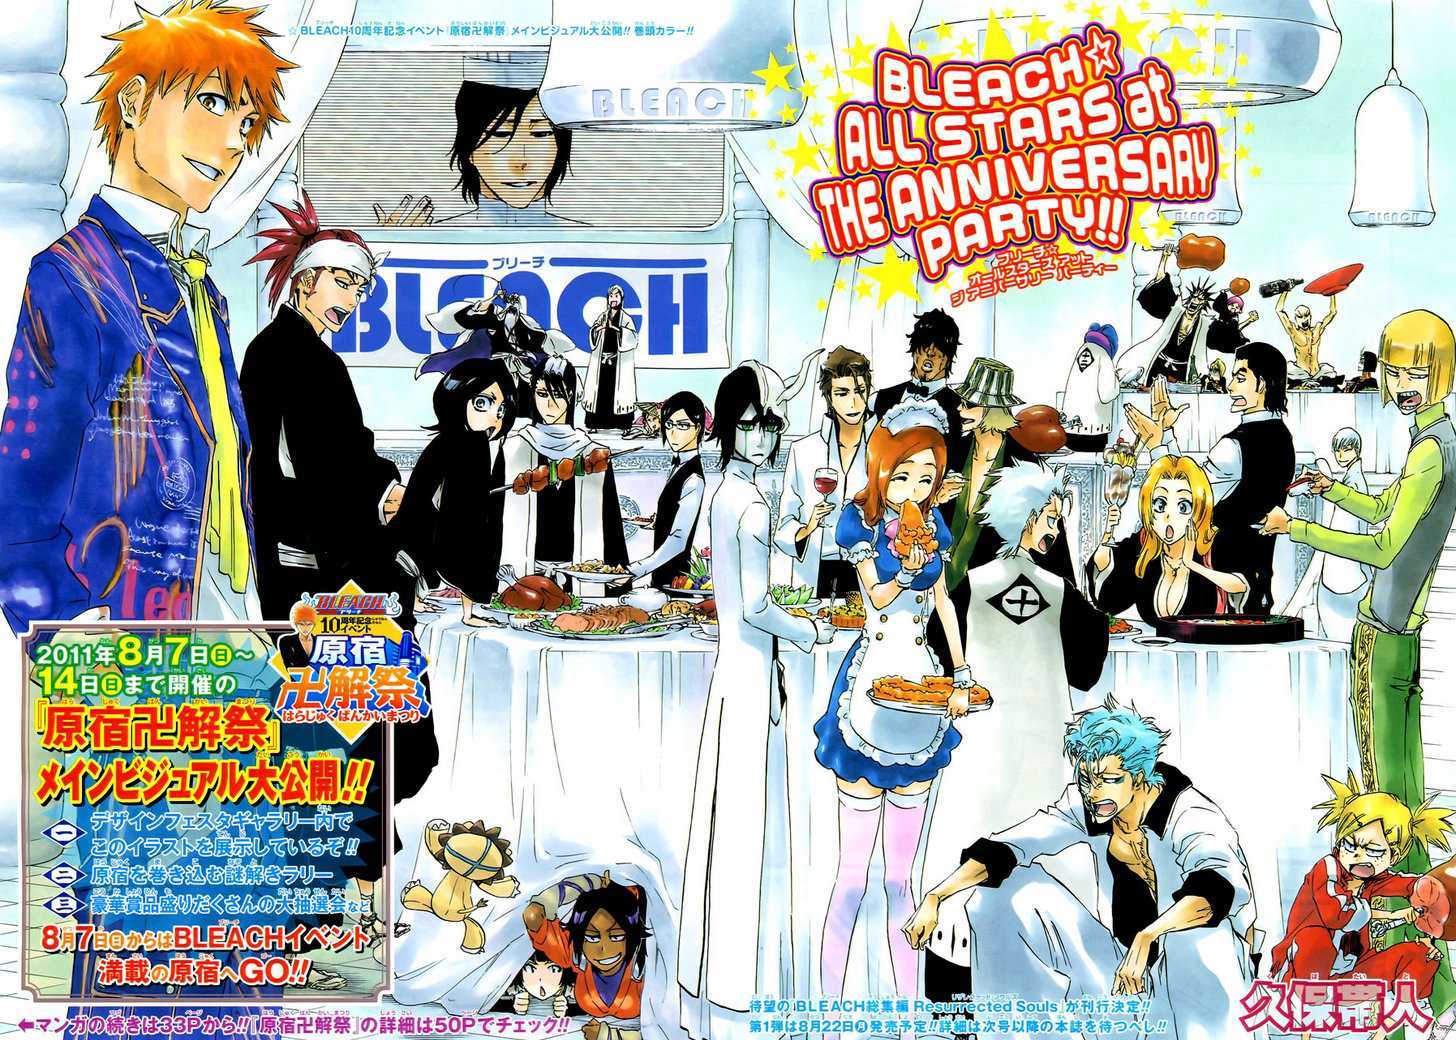 ☆BLEACH10周年記念イベント『原宿卍解祭』メインビジュアル大公開!! 巻頭カラー!!
BLEACH
BLEACH☆
ALL STARS at
THE ANNIVERSARY
PARTY!!
ブリーチ☆
オールスターズ アット
ジ アニバーサリー パーティー
BLEACH
BLEACH
ブリーチ
BLEACH
BLEACH
10周年記念
イベント
原宿
卍解祭
はらじゅくばんかいまつり
2011年8月7日(日)～
14日(日)まで開催の
『原宿卍解祭』
メインビジュアル大公開!!
一 デザインフェスタギャラリー内で
このイラストを展示しているぞ!!
二 原宿を巻き込む謎解きラリー
三 豪華賞品盛りだくさんの大抽選会など
8月7日(日)からはBLEACHイベント
満載の原宿へGO!!
←マンガの続きは33Pから!!『原宿卍解祭』の詳細は50Pでチェック!!
待望の『BLEACH総集編 Resurrected Souls』が刊行決定!!
第1弾は8月22日(月)発売予定!!詳細は次号以降の本誌を待つべし!!
久保帯人